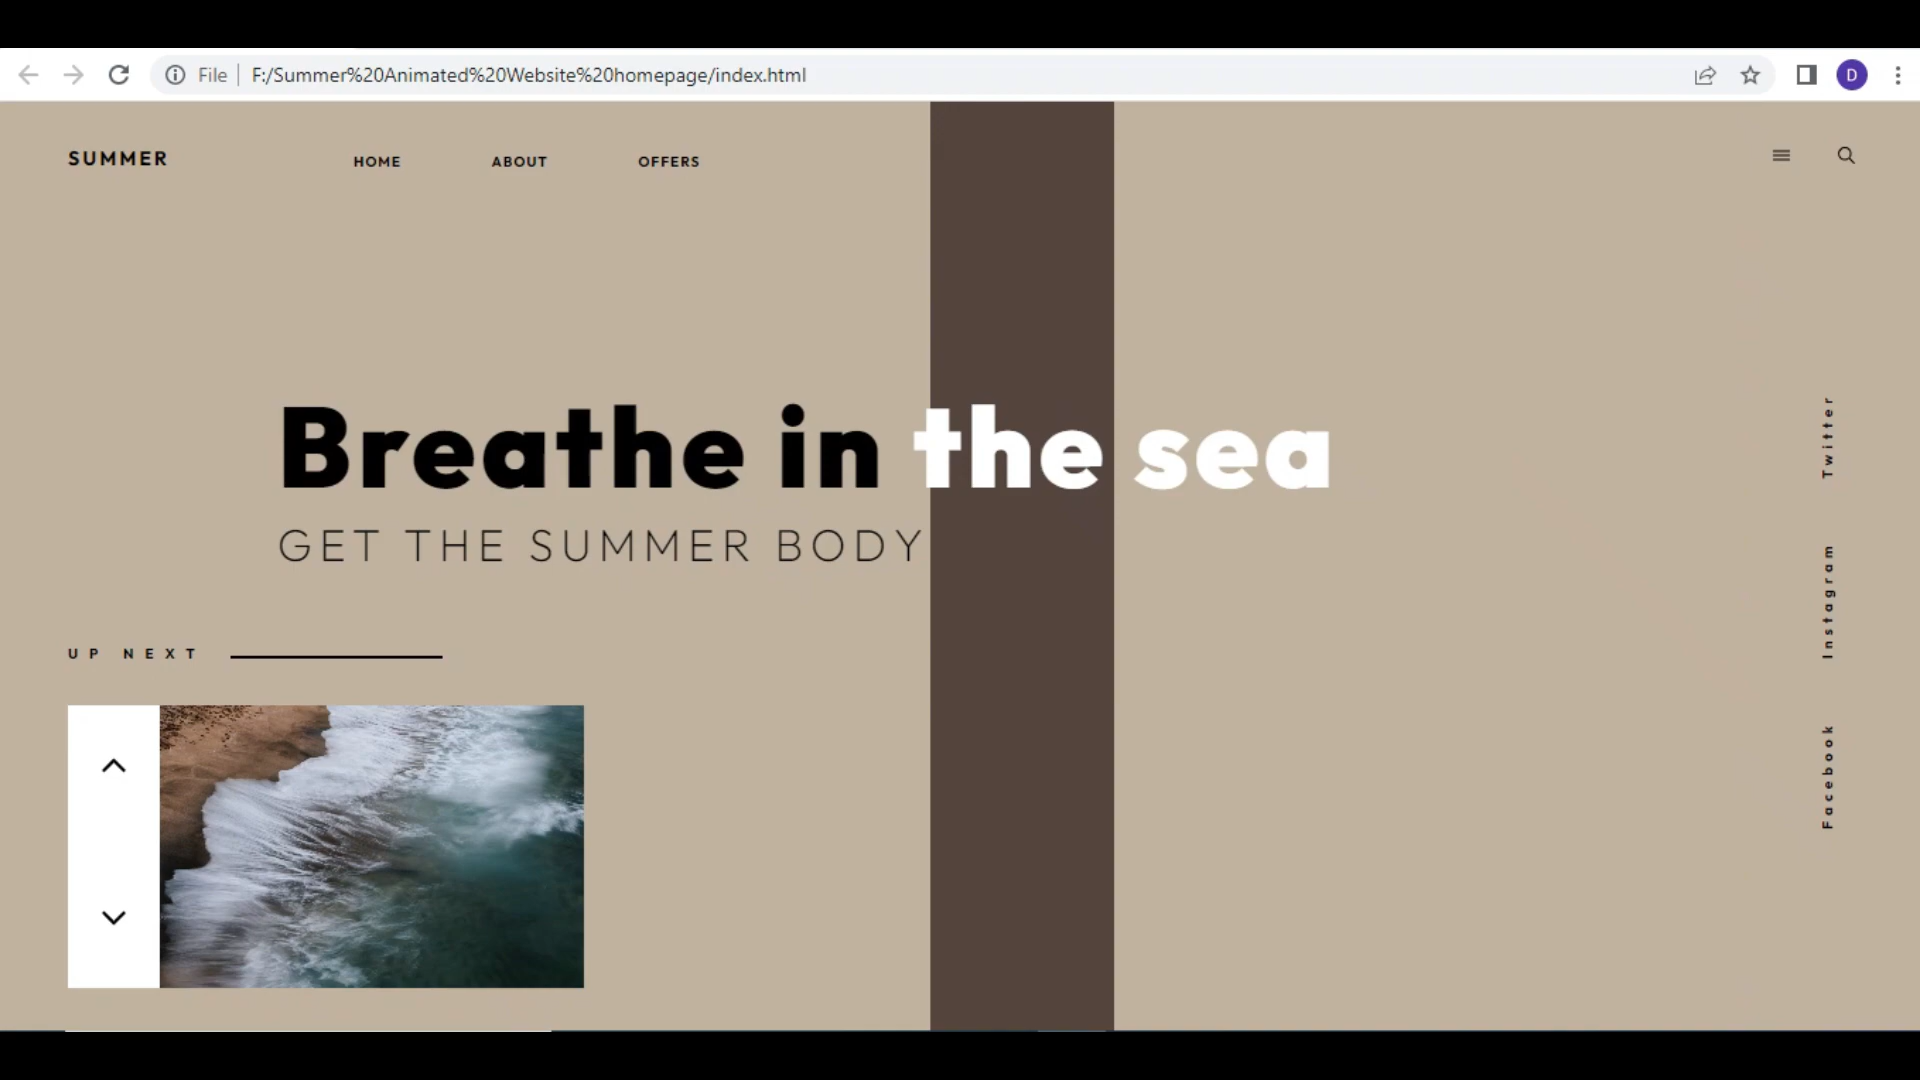 File F:/Summer%20Animated%20Website%20homepage/index.html
D
SUMMER HOME ABOUT OFFERS
Breathe in the sea
GET THE SUMMER BODY
UP NEXT
Twitter
Instagram
Facebook